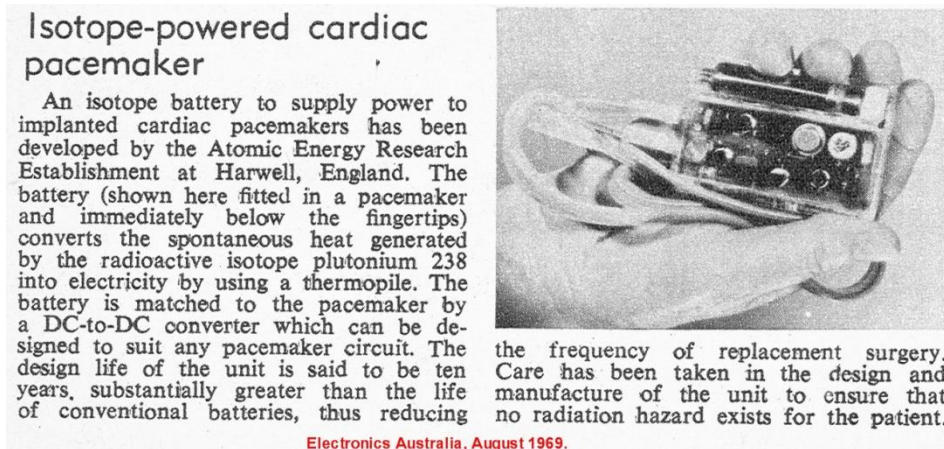 Isotope-powered cardiac
pacemaker
An isotope battery to supply power to
implanted cardiac pacemakers has been
developed by the Atomic Energy Research
Establishment at Harwell, England. The
battery (shown here fitted in a pacemaker
and immediately below the fingertips)
converts the spontaneous heat generated
by the radioactive isotope plutonium 238
into electricity by using a thermopile. The
battery is matched to the pacemaker by
a DC-to-DC converter which can be de-
signed to suit any pacemaker circuit. The
design life of the unit is said to be ten
years, substantially greater than the life
of conventional batteries, thus reducing
the frequency of replacement surgery.
Care has been taken in the design and
manufacture of the unit to ensure that
no radiation hazard exists for the patient.
Electronics Australia. August 1969.